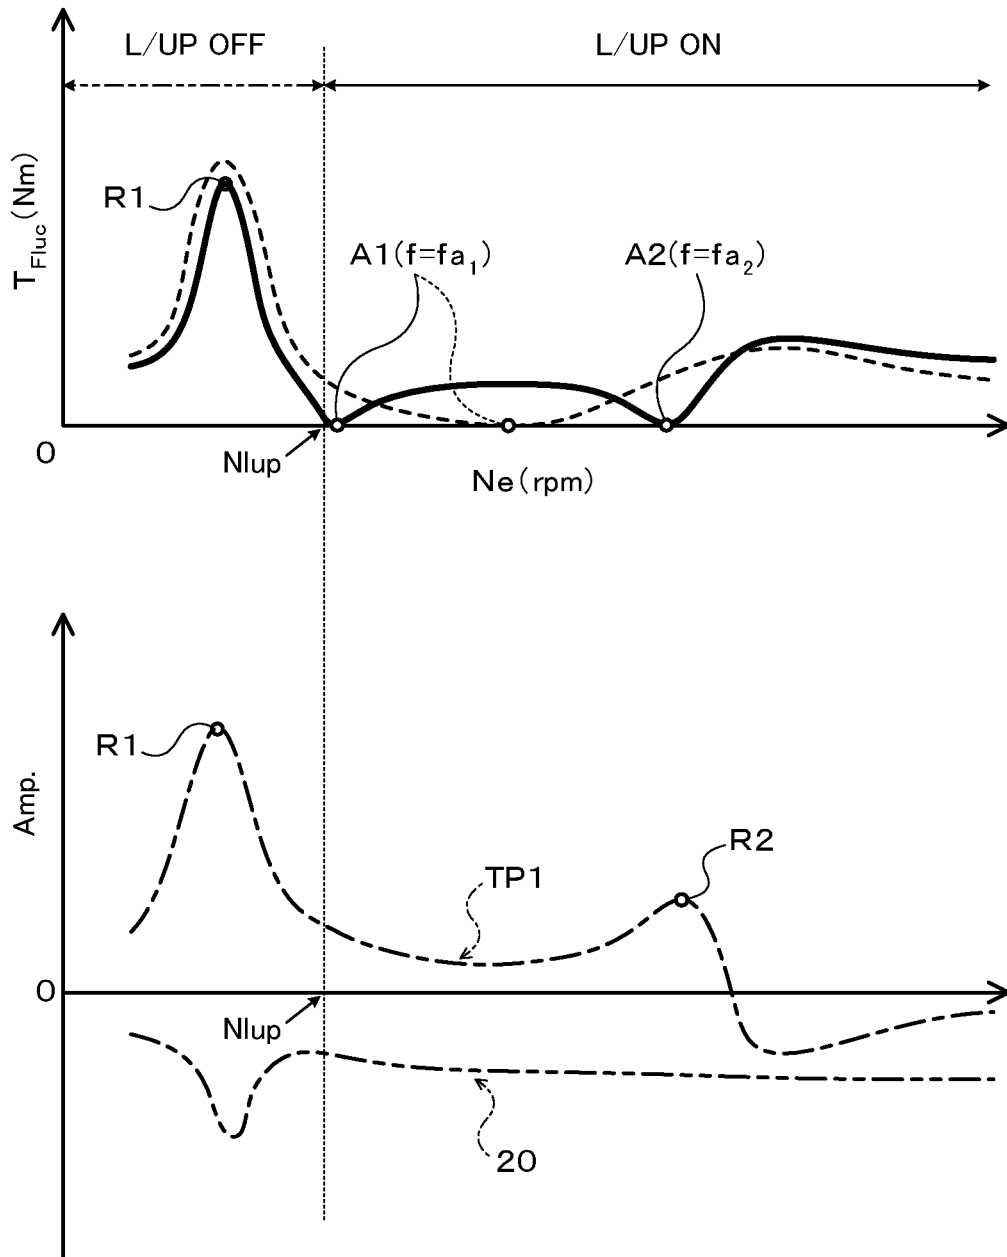 L/UP OFF
L/UP ON
T_Fluc (Nm)
R1
A1(f=fa₁)
A2(f=fa₂)
0
Nlup
Ne(rpm)
R1
Amp.
R2
TP1
0
Nlup
20